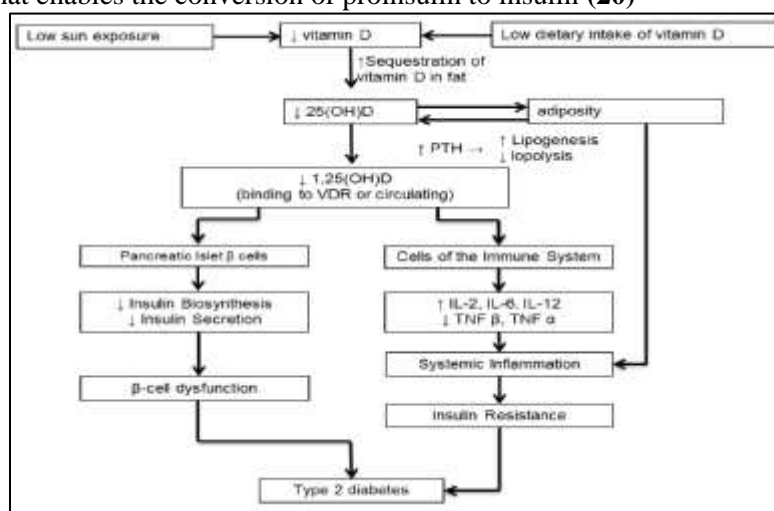 hat enables the conversion of proinsulin to insulin (20)
Low sun exposure
↓ vitamin D
Low dietary intake of vitamin D
↑Sequestration of
vitamin D in fat
↓ 25(OH)D
adiposity
↑ PTH →
↑ Lipogenesis
↓ lopolysis
↓ 1,25(OH)D
(binding to VDR or circulating)
Pancreatic Islet β cells
Cells of the Immune System
↓ Insulin Biosynthesis
↓ Insulin Secretion
↑ IL-2, IL-6, IL-12
↓ TNF β, TNF α
Systemic Inflammation
β-cell dysfunction
Insulin Resistance
Type 2 diabetes